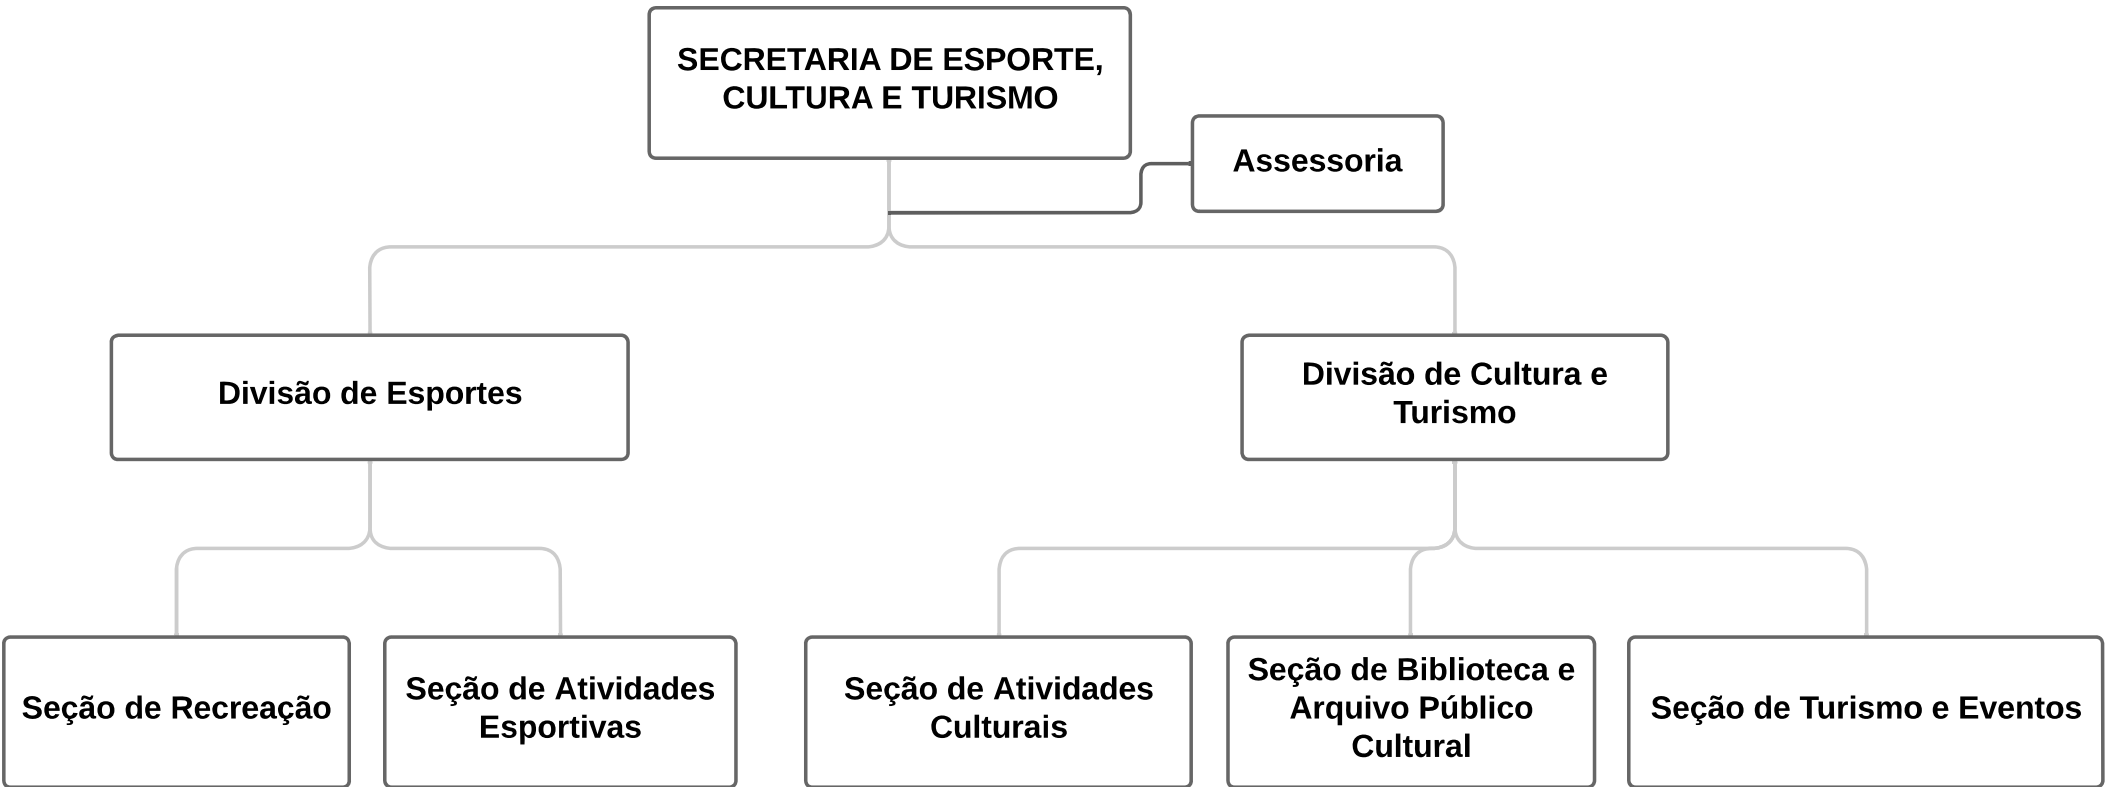 SECRETARIA DE ESPORTE,
CULTURA E TURISMO
Assessoria
Divisão de Esportes
Divisão de Cultura e
Turismo
Seção de Recreação
Seção de Atividades
Esportivas
Seção de Atividades
Culturais
Seção de Biblioteca e
Arquivo Público
Cultural
Seção de Turismo e Eventos